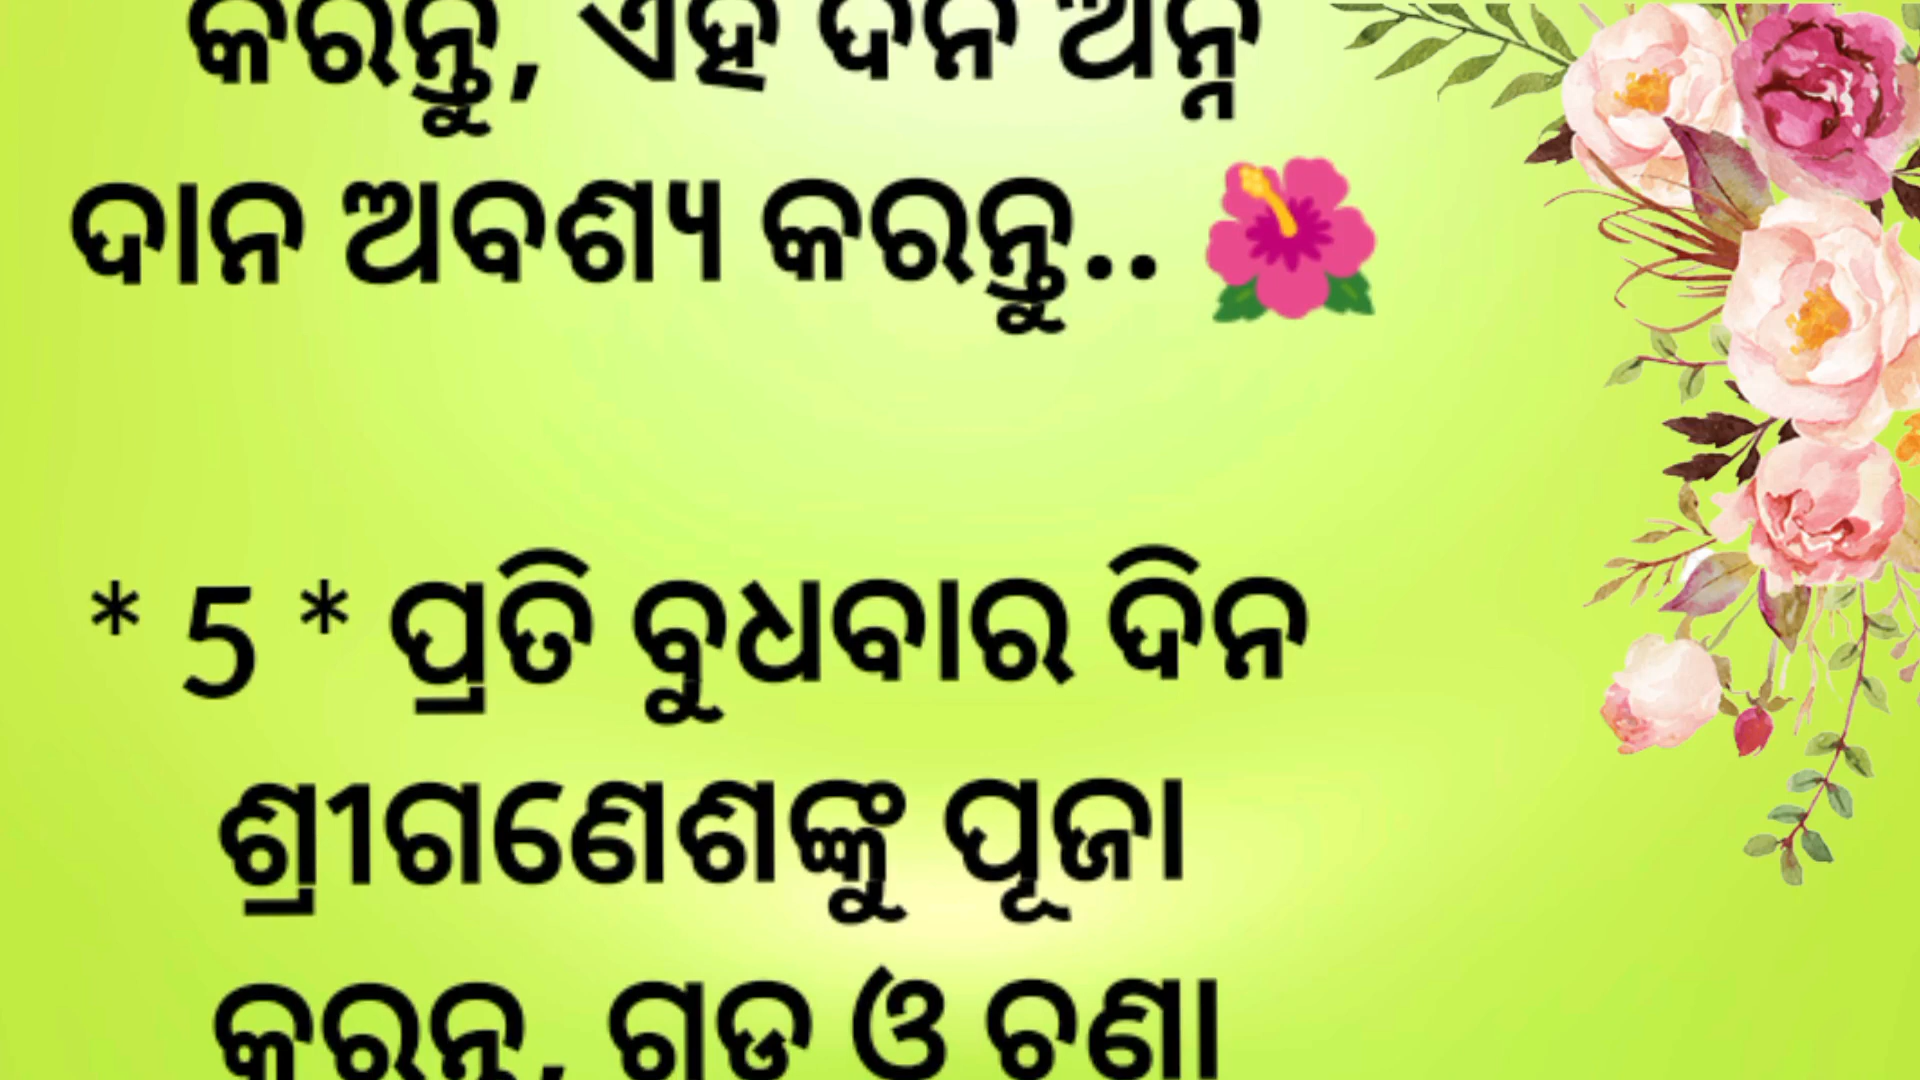 କରନ୍ତୁ, ଏହି ଦିନ ଅନ୍ନ
ଦାନ ଅବଶ୍ୟ କରନ୍ତୁ.. 🌺
* 5 * ପ୍ରତି ବୁଧବାର ଦିନ
ଶ୍ରୀଗଣେଶଙ୍କୁ ପୂଜା
କରନ୍ତୁ, ଗୁଡ ଓ ଚଣା